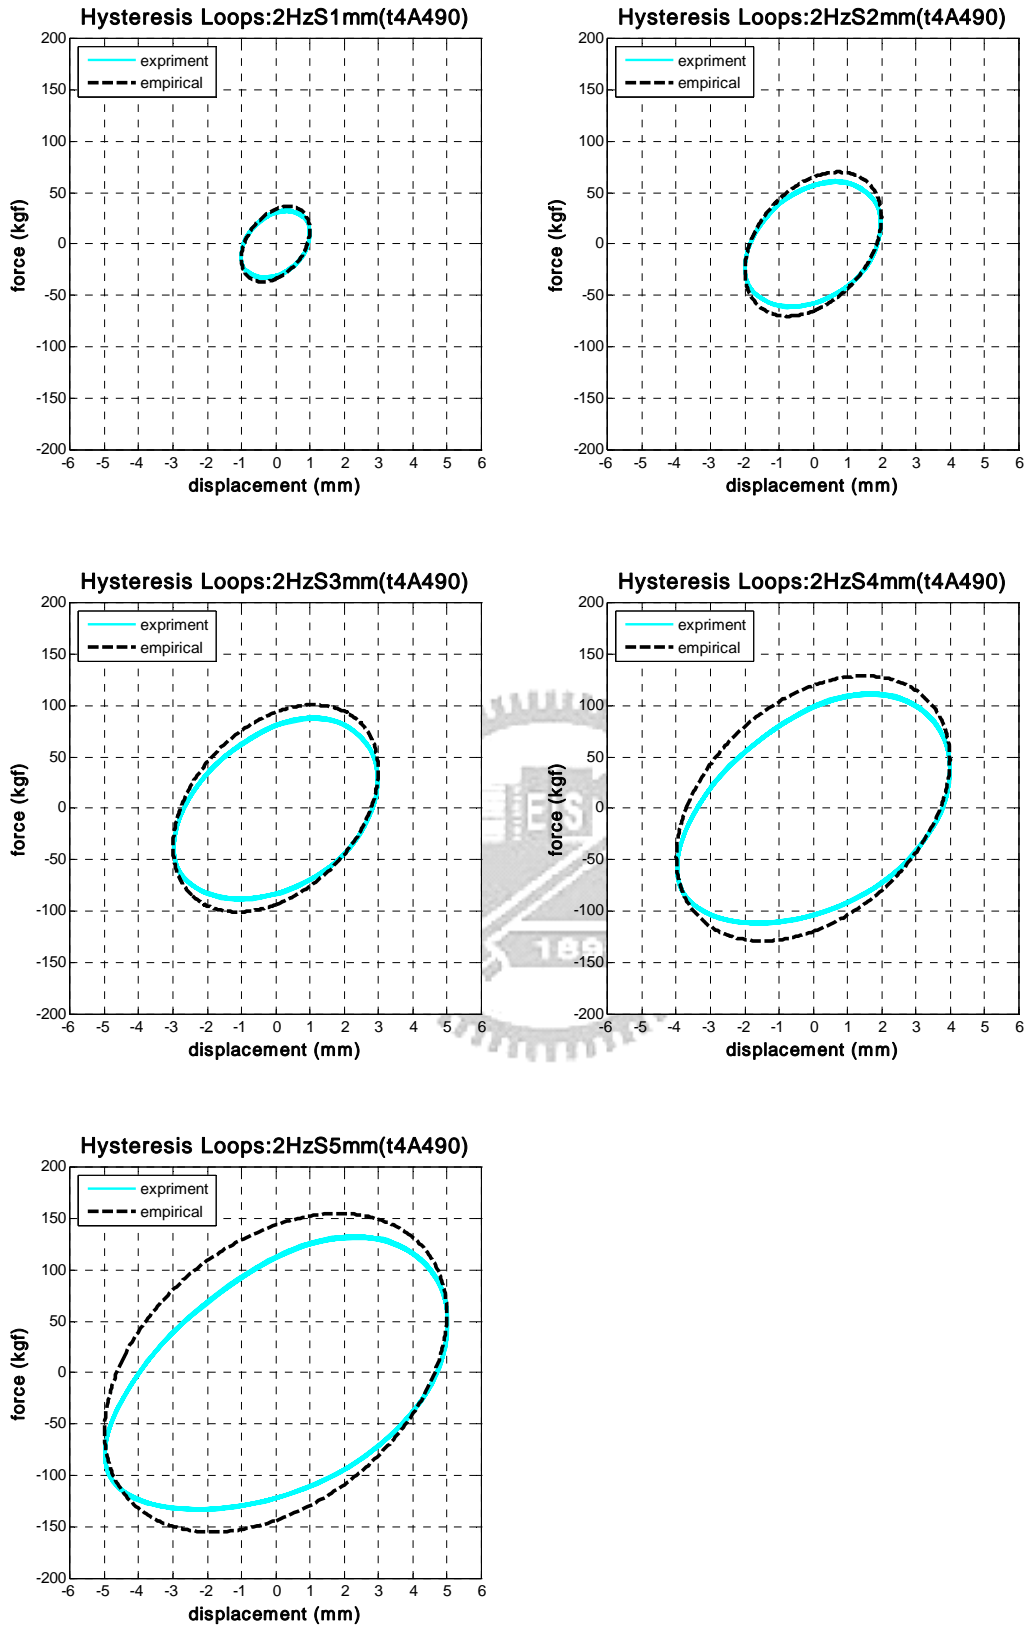 Hysteresis Loops:2HzS1mm(t4A490)
expriment
empirical
200
150
100
50
0
-50
-100
-150
-200
force (kgf)
-6 -5 -4 -3 -2 -1 0 1 2 3 4 5 6
displacement (mm)
Hysteresis Loops:2HzS2mm(t4A490)
expriment
empirical
200
150
100
50
0
-50
-100
-150
-200
force (kgf)
-6 -5 -4 -3 -2 -1 0 1 2 3 4 5 6
displacement (mm)
Hysteresis Loops:2HzS3mm(t4A490)
expriment
empirical
200
150
100
50
0
-50
-100
-150
-200
force (kgf)
-6 -5 -4 -3 -2 -1 0 1 2 3 4 5 6
displacement (mm)
Hysteresis Loops:2HzS4mm(t4A490)
expriment
empirical
200
150
100
50
0
-50
-100
-150
-200
force (kgf)
-6 -5 -4 -3 -2 -1 0 1 2 3 4 5 6
displacement (mm)
Hysteresis Loops:2HzS5mm(t4A490)
expriment
empirical
200
150
100
50
0
-50
-100
-150
-200
force (kgf)
-6 -5 -4 -3 -2 -1 0 1 2 3 4 5 6
displacement (mm)